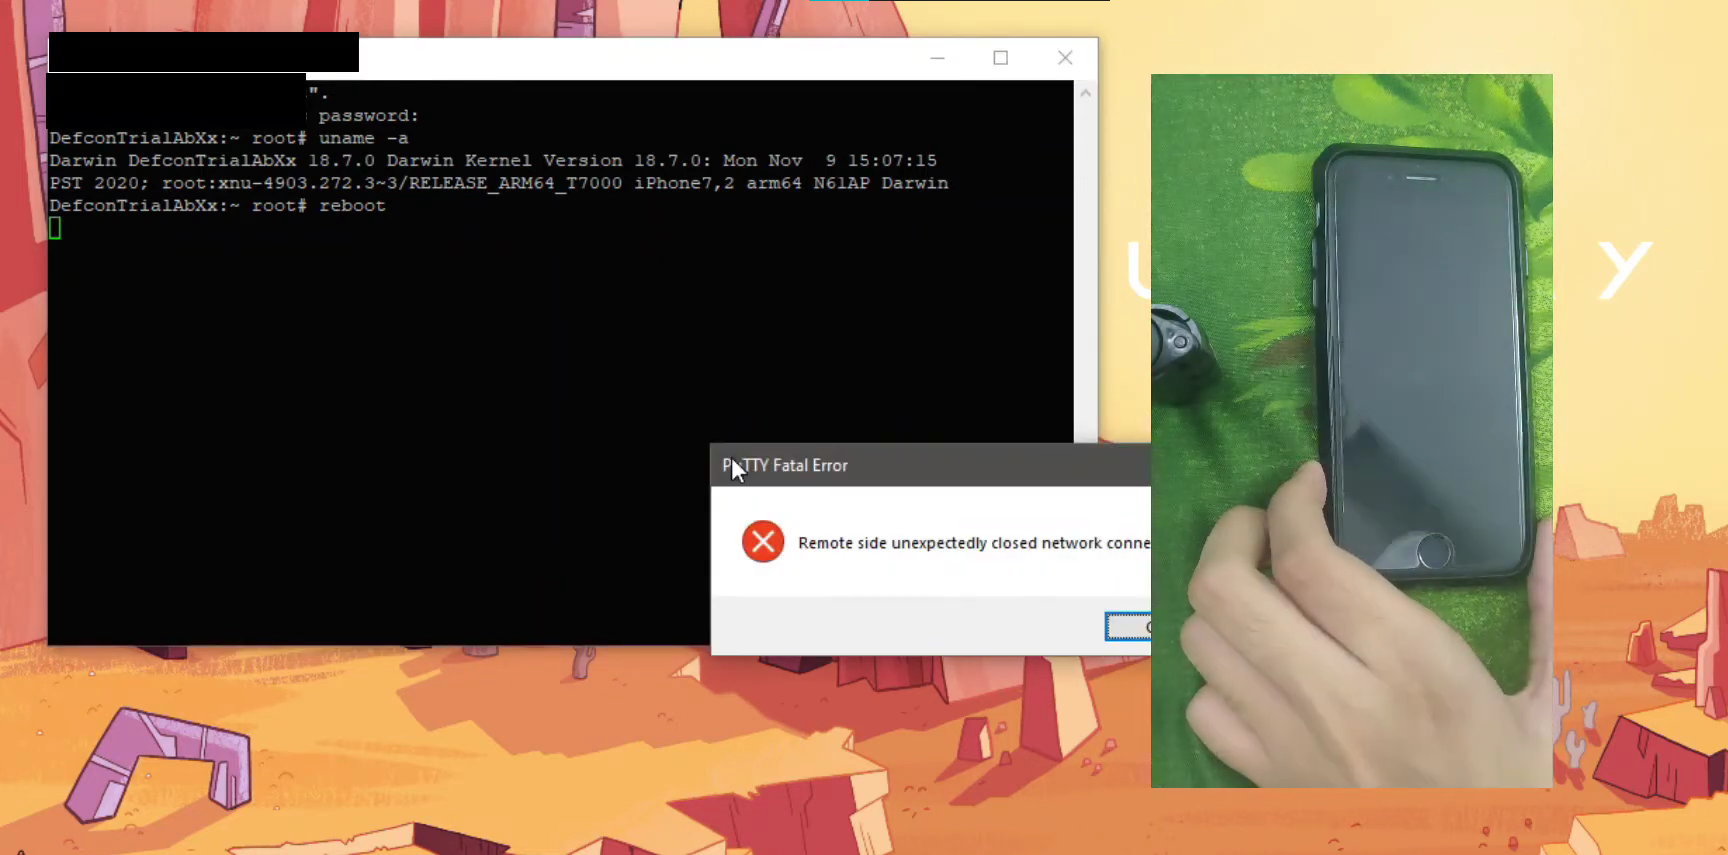 ".
password:
DefconTrialAbXx:~ root# uname -a
Darwin DefconTrialAbXx 18.7.0 Darwin Kernel Version 18.7.0: Mon Nov  9 15:07:15
PST 2020; root:xnu-4903.272.3~3/RELEASE_ARM64_T7000 iPhone7,2 arm64 N61AP Darwin
DefconTrialAbXx:~ root# reboot
PuTTY Fatal Error
Remote side unexpectedly closed network conne
U
Y